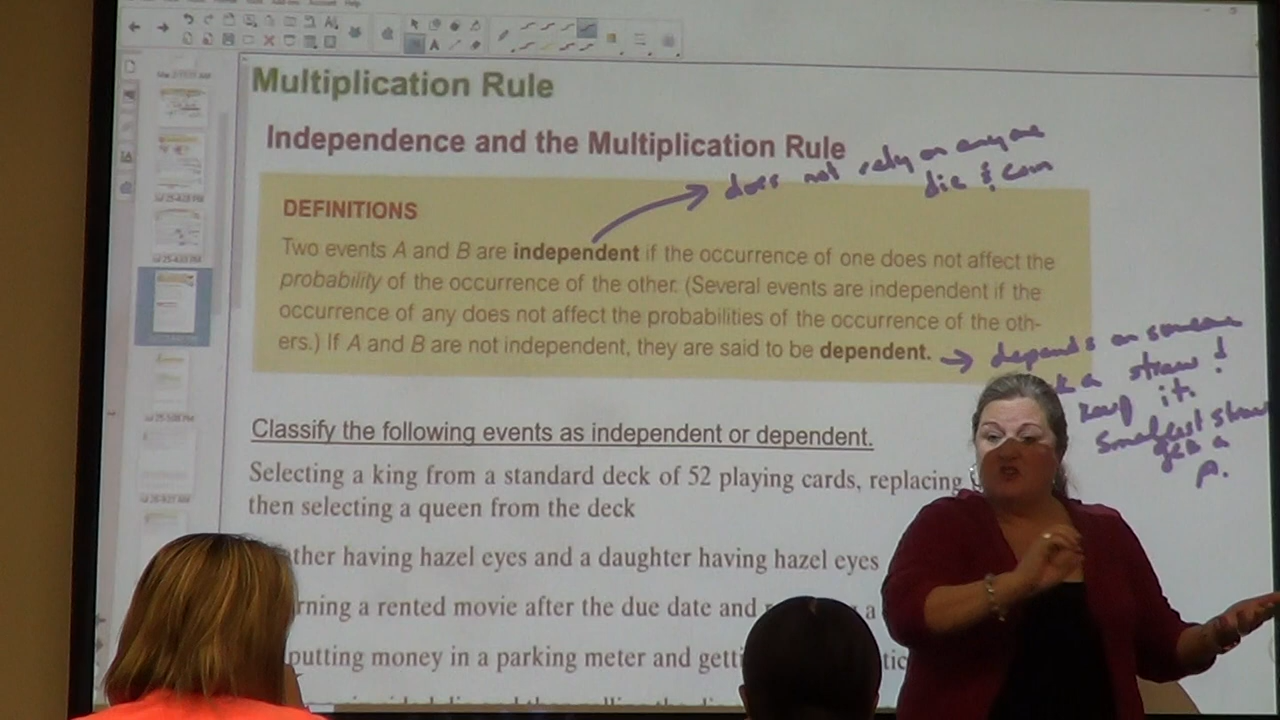 Multiplication Rule
Independence and the Multiplication Rule
does not rely on anyone
die & coin
DEFINITIONS
Two events A and B are independent if the occurrence of one does not affect the
probability of the occurrence of the other. (Several events are independent if the
occurrence of any does not affect the probabilities of the occurrence of the oth-
ers.) If A and B are not independent, they are said to be dependent.
depends on someone
a straw &
keep it.
Smallest straw
gets a
p.
Classify the following events as independent or dependent.
Selecting a king from a standard deck of 52 playing cards, replacing
then selecting a queen from the deck
having hazel eyes and a daughter having hazel eyes
a rented movie after the due date and
putting money in a parking meter and